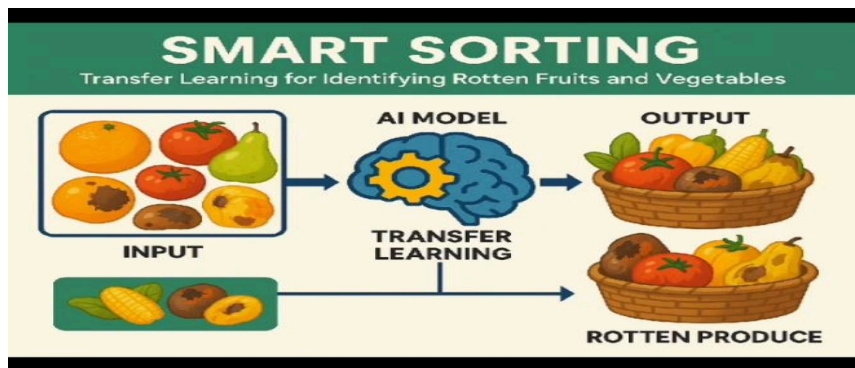 SMART SORTING
Transfer Learning for Identifying Rotten Fruits and Vegetables
AI MODEL
OUTPUT
INPUT
TRANSFER
LEARNING
ROTTEN PRODUCE